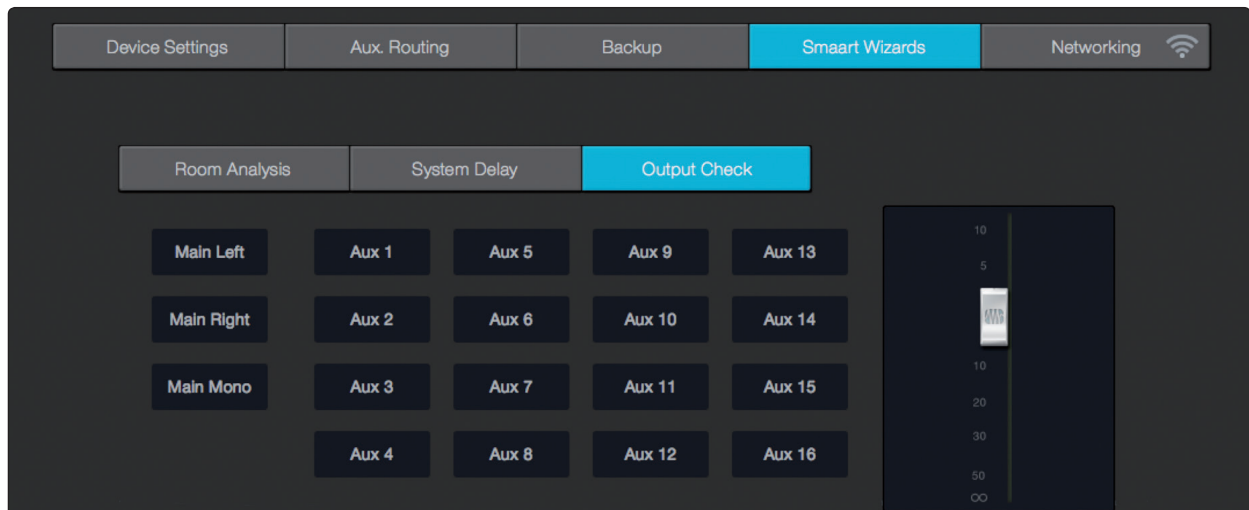 Device Settings Aux. Routing Backup Smaart Wizards Networking
Room Analysis System Delay Output Check
Main Left Aux 1 Aux 5 Aux 9 Aux 13
Main Right Aux 2 Aux 6 Aux 10 Aux 14
Main Mono Aux 3 Aux 7 Aux 11 Aux 15
Aux 4 Aux 8 Aux 12 Aux 16
10
5
10
20
30
50
∞